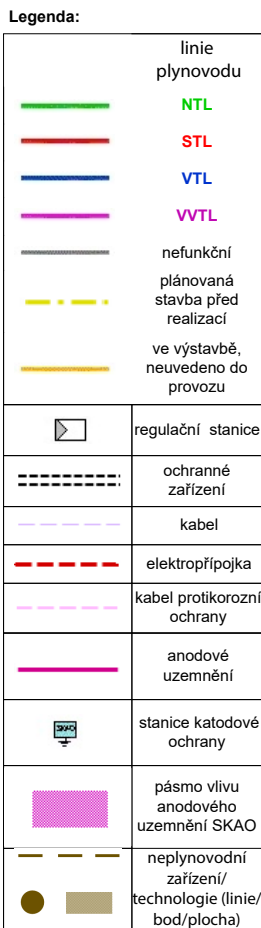 Legenda:
linie
plynovodu
NTL
STL
VTL
VVTL
nefunkční
plánovaná
stavba před
realizací
ve výstavbě,
neuvedeno do
provozu
regulační stanice
ochranné
zařízení
kabel
elektropřípojka
kabel protikorozní
ochrany
anodové
uzemnění
SKAO
stanice katodové
ochrany
pásmo vlivu
anodového
uzemnění SKAO
neplynovodní
zařízení/
technologie (linie/
bod/plocha)